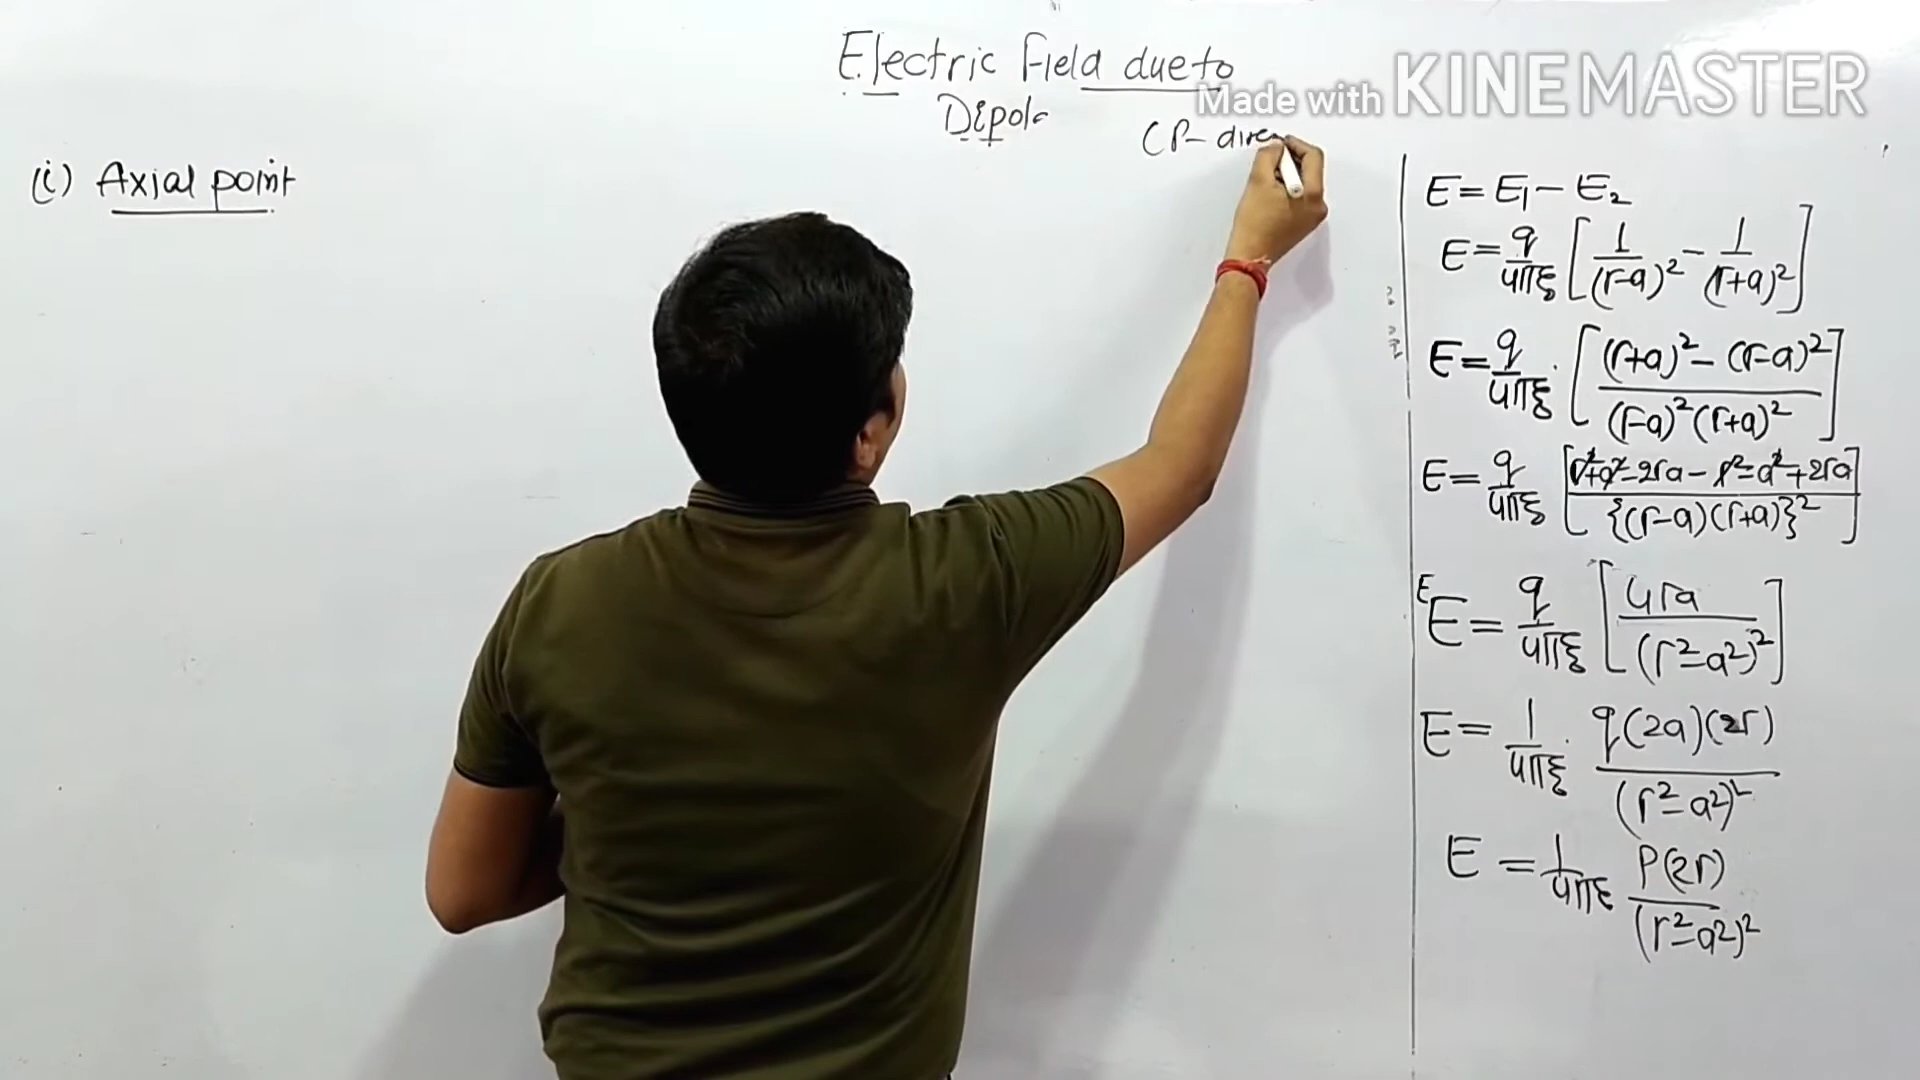 Electric Field due to
Dipole
Made with KINEMASTER
(P- direc
(i) Axial point
E = E₁ - E₂
E = q/4πε₀ [1/(r-a)² - 1/(r+a)²]
E = q/4πε₀ . [(r+a)² - (r-a)² / (r-a)²(r+a)²]
E = q/4πε₀ [r²+a²-2ra - r²-a²+2ra / {(r-a)(r+a)}²]
E
E = q/4πε₀ [4ra / (r²-a²)²]
E = 1/4πε₀ . q(2a)(2r) / (r²-a²)²
E = 1/4πε₀ P(2r) / (r²-a²)²